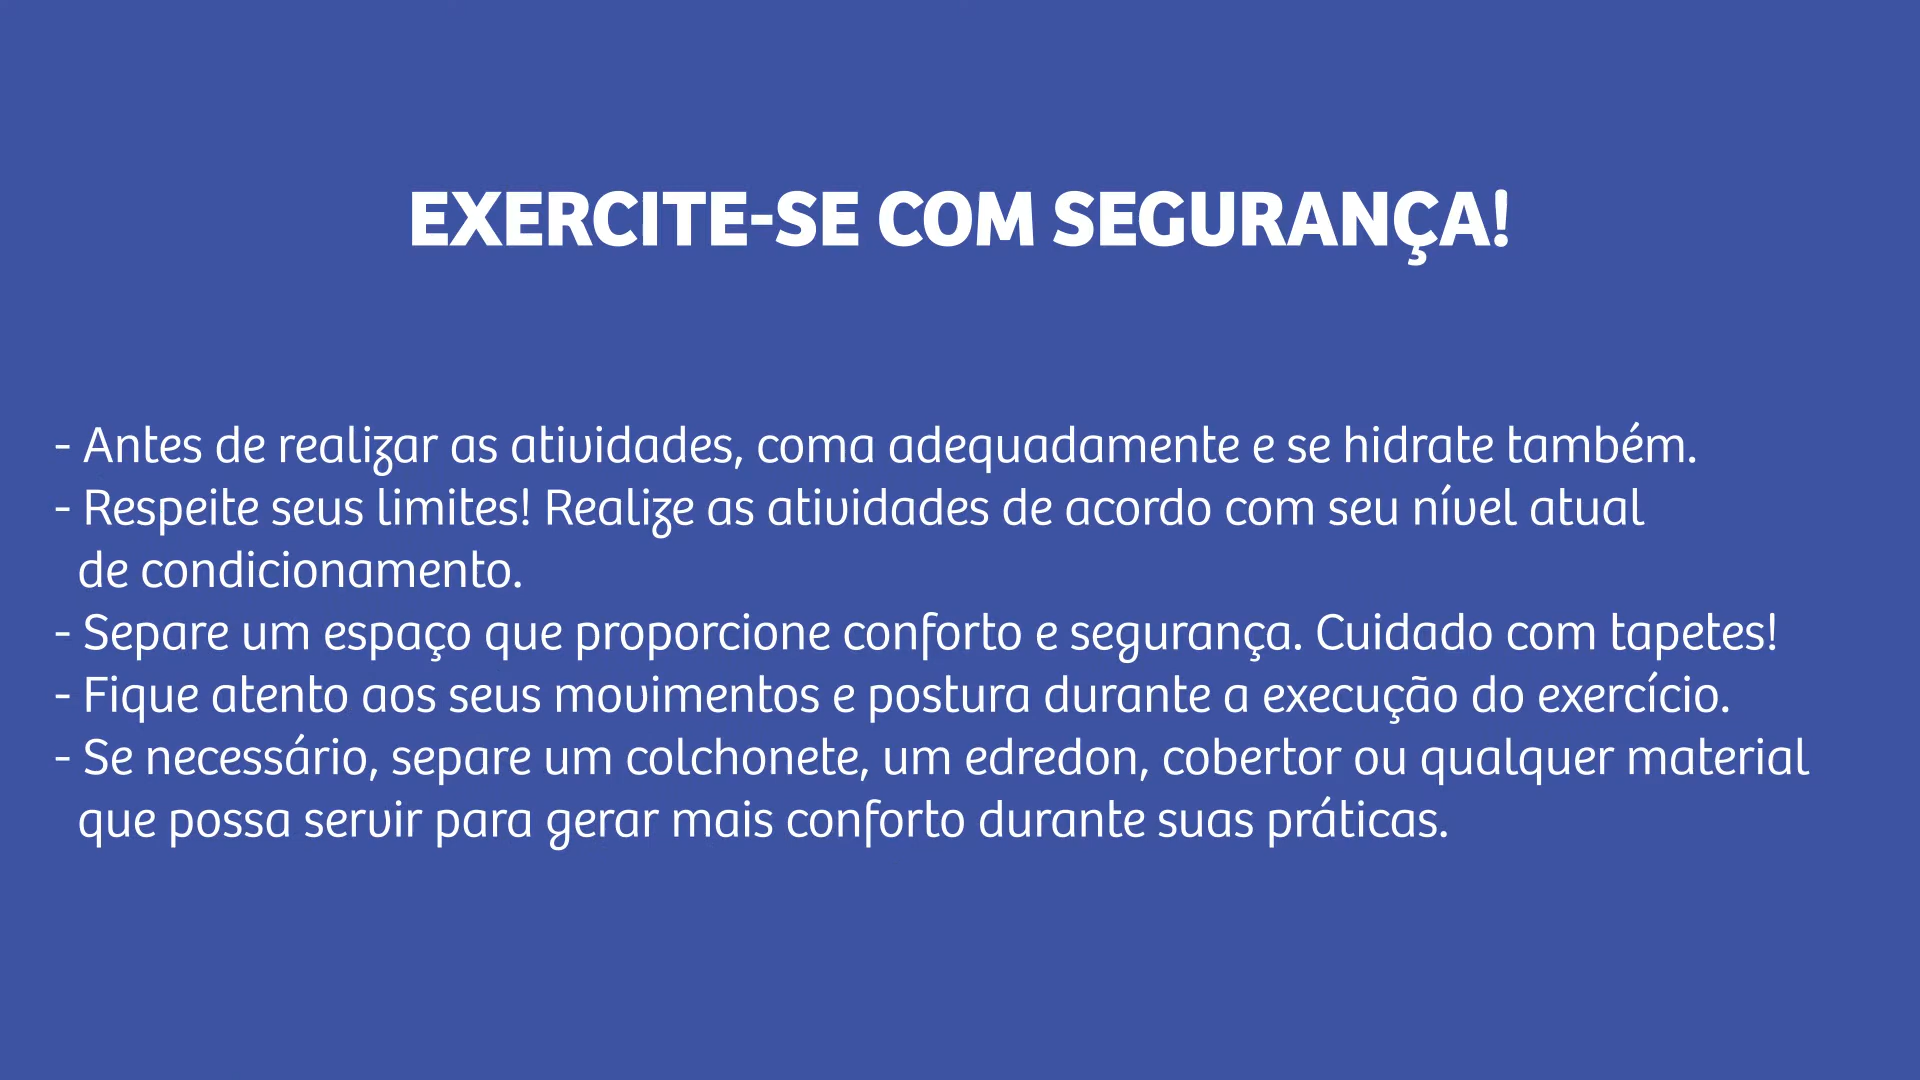 EXERCITE-SE COM SEGURANÇA!
- Antes de realizar as atividades, coma adequadamente e se hidrate também.
- Respeite seus limites! Realize as atividades de acordo com seu nível atual
de condicionamento.
- Separe um espaço que proporcione conforto e segurança. Cuidado com tapetes!
- Fique atento aos seus movimentos e postura durante a execução do exercício.
- Se necessário, separe um colchonete, um edredon, cobertor ou qualquer material
que possa servir para gerar mais conforto durante suas práticas.